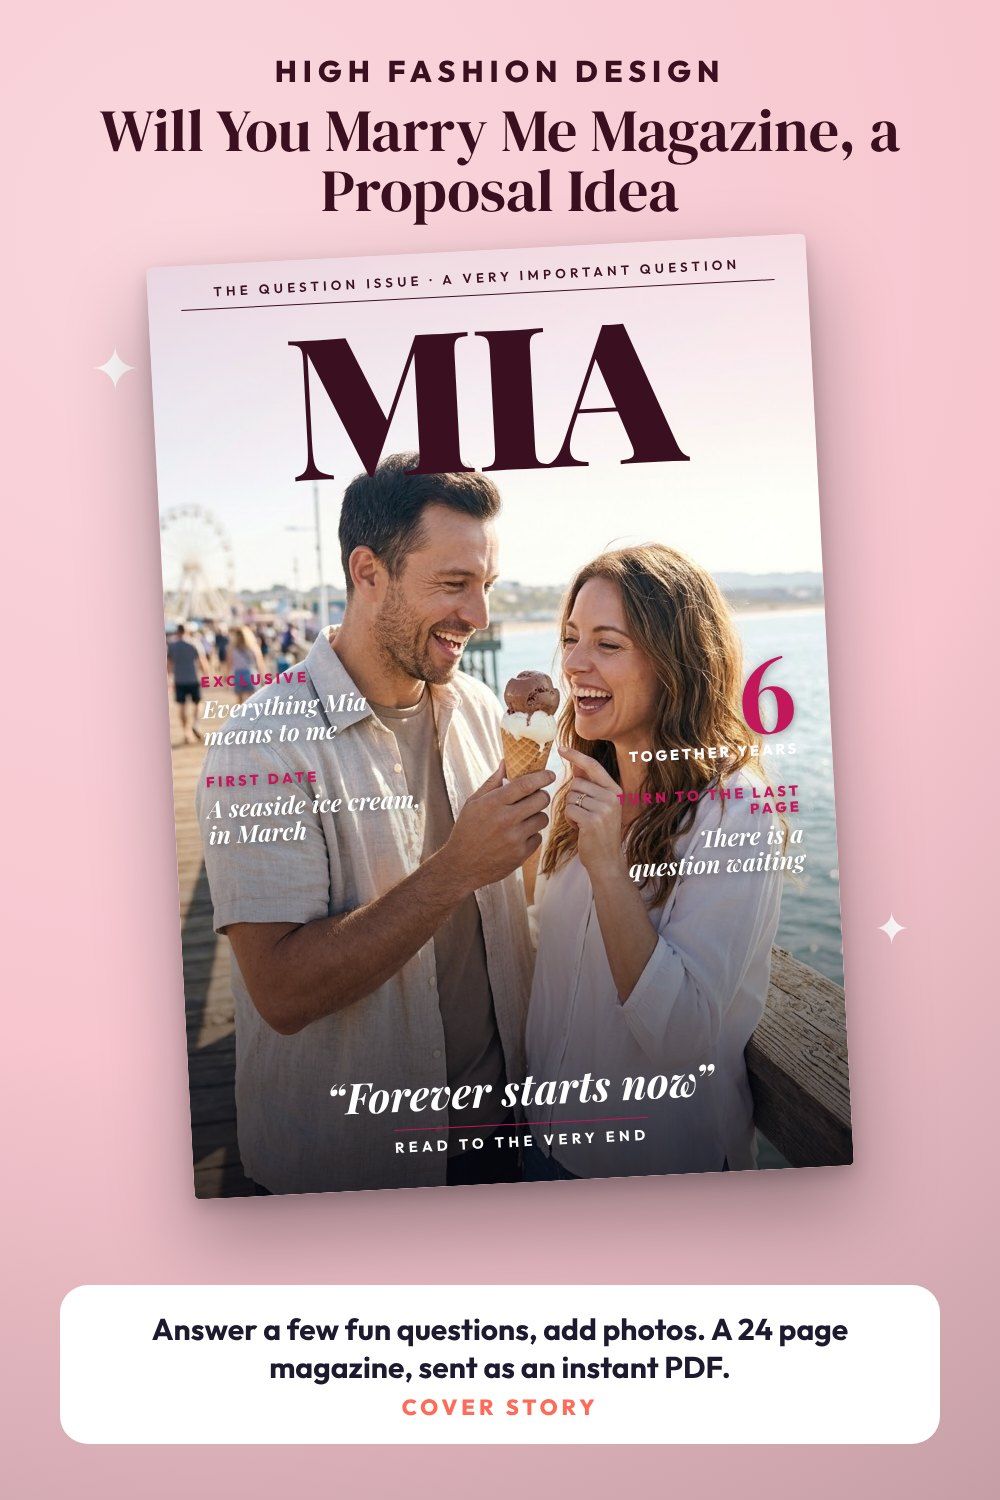 HIGH FASHION DESIGN
Will You Marry Me Magazine, a
Proposal Idea
THE QUESTION ISSUE · A VERY IMPORTANT QUESTION
MIA
EXCLUSIVE
Everything Mia
means to me
FIRST DATE
A seaside ice cream,
in March
6
TOGETHER YEARS
TURN TO THE LAST
PAGE
There is a
question waiting
“Forever starts now”
READ TO THE VERY END
Answer a few fun questions, add photos. A 24 page
magazine, sent as an instant PDF.
COVER STORY